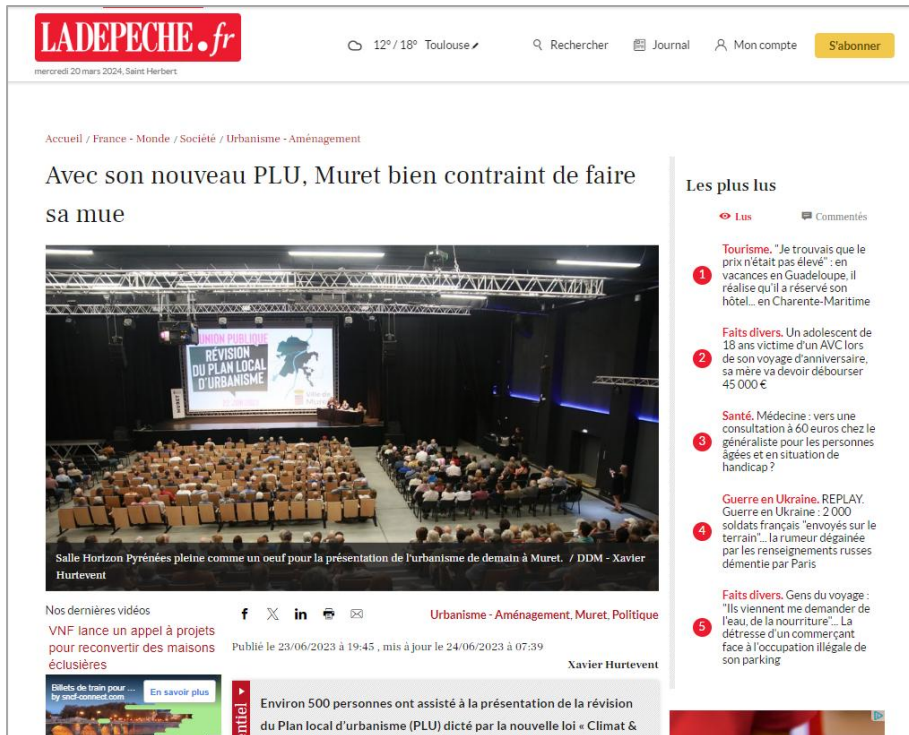 LADEPECHE.fr
12° / 18° Toulouse
Rechercher
Journal
Mon compte
S'abonner
mercredi 20 mars 2024, Saint Herbert
Accueil / France - Monde / Société / Urbanisme - Aménagement
Avec son nouveau PLU, Muret bien contraint de faire
sa mue
UNION PUBLIQUE
RÉVISION
DU PLAN LOCAL
D'URBANISME
MURET
Salle Horizon Pyrénées pleine comme un oeuf pour la présentation de l'urbanisme de demain à Muret. / DDM - Xavier
Hurtevent
Nos dernières vidéos
VNF lance un appel à projets
pour reconvertir des maisons
éclusières
Billets de train pour ...
by sncf-connect.com
En savoir plus
Urbanisme - Aménagement, Muret, Politique
Publié le 23/06/2023 à 19:45 , mis à jour le 24/06/2023 à 07:39
Xavier Hurtevent
entiel
Environ 500 personnes ont assisté à la présentation de la révision
du Plan local d'urbanisme (PLU) dicté par la nouvelle loi « Climat &
Les plus lus
Lus
Commentés
1
Tourisme. "Je trouvais que le
prix n'était pas élevé" : en
vacances en Guadeloupe, il
réalise qu'il a réservé son
hôtel... en Charente-Maritime
2
Faits divers. Un adolescent de
18 ans victime d'un AVC lors
de son voyage d'anniversaire,
sa mère va devoir débourser
45 000 €
3
Santé. Médecine : vers une
consultation à 60 euros chez le
généraliste pour les personnes
âgées et en situation de
handicap ?
4
Guerre en Ukraine. REPLAY.
Guerre en Ukraine : 2 000
soldats français "envoyés sur le
terrain"... la rumeur dégainée
par les renseignements russes
démentie par Paris
5
Faits divers. Gens du voyage :
"Ils viennent me demander de
l'eau, de la nourriture"... La
détresse d'un commerçant
face à l'occupation illégale de
son parking